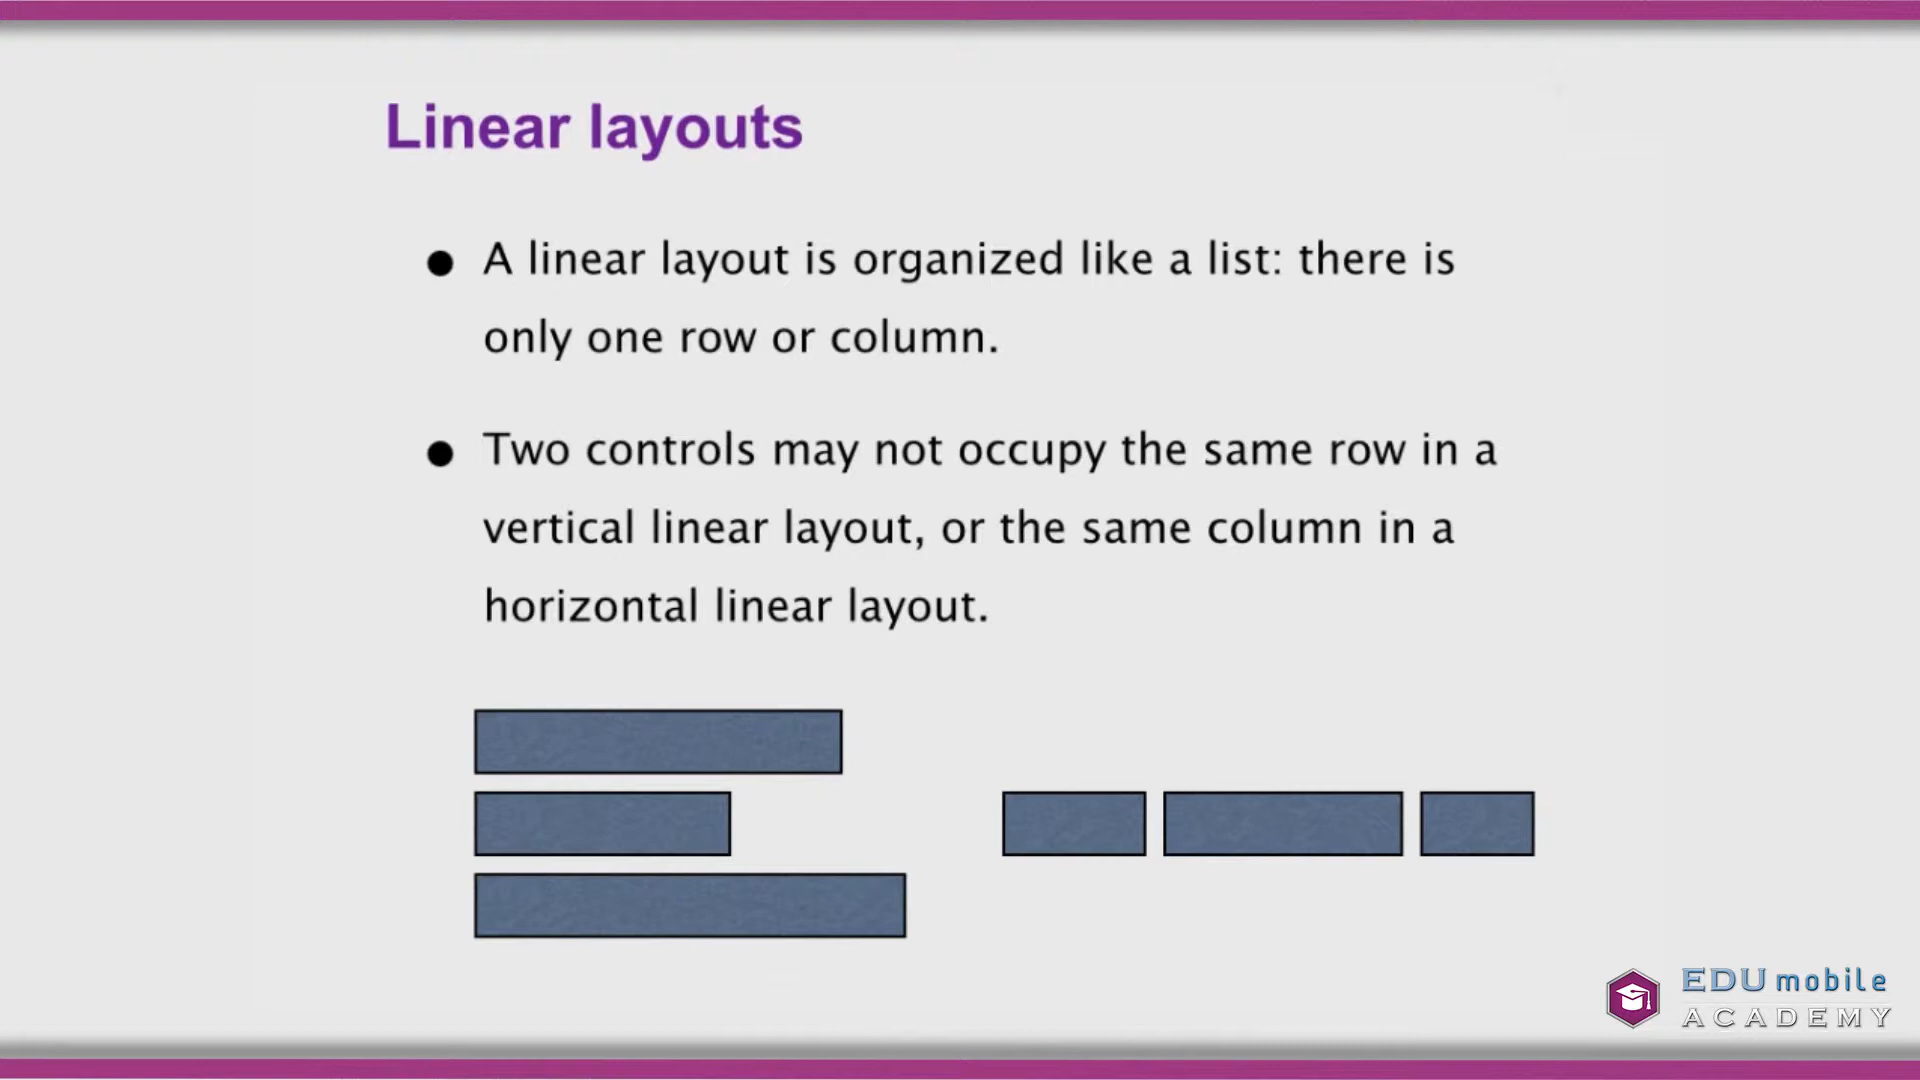 Linear layouts
● A linear layout is organized like a list: there is
only one row or column.
● Two controls may not occupy the same row in a
vertical linear layout, or the same column in a
horizontal linear layout.
EDU mobile
ACADEMY